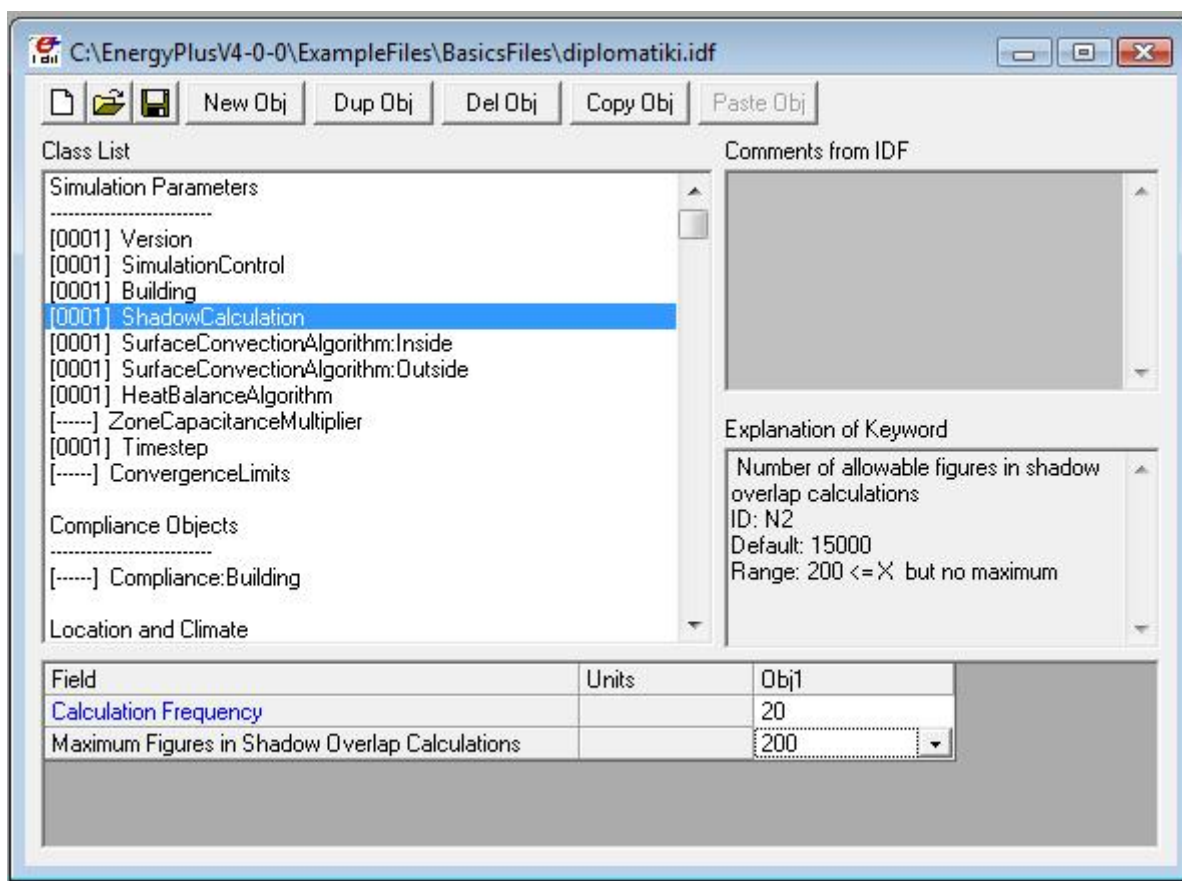 C:\EnergyPlusV4-0-0\ExampleFiles\BasicsFiles\diplomatiki.idf
New Obj Dup Obj Del Obj Copy Obj Paste Obj
Class List
Simulation Parameters
---------------------------
[0001] Version
[0001] SimulationControl
[0001] Building
[0001] ShadowCalculation
[0001] SurfaceConvectionAlgorithm:Inside
[0001] SurfaceConvectionAlgorithm:Outside
[0001] HeatBalanceAlgorithm
[------] ZoneCapacitanceMultiplier
[0001] Timestep
[------] ConvergenceLimits
Compliance Objects
---------------------------
[------] Compliance:Building
Location and Climate
Comments from IDF
Explanation of Keyword
Number of allowable figures in shadow
overlap calculations
ID: N2
Default: 15000
Range: 200 <= X but no maximum
Field Units Obj1
Calculation Frequency 20
Maximum Figures in Shadow Overlap Calculations 200